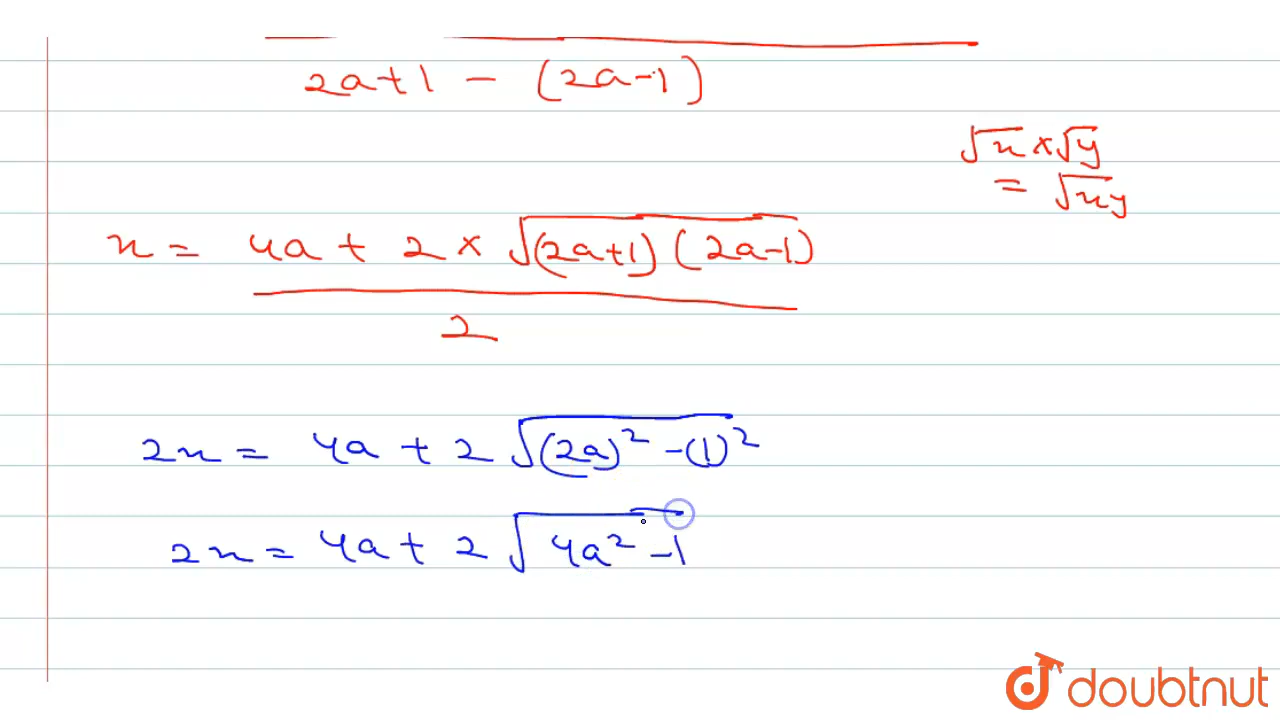 2a+1 - (2a-1)
√x × √y
= √xy
x = 4a + 2 × √(2a+1) (2a-1)
2
2x = 4a + 2 √(2a)² -(1)²
2x = 4a + 2 √4a² -1
doubtnut